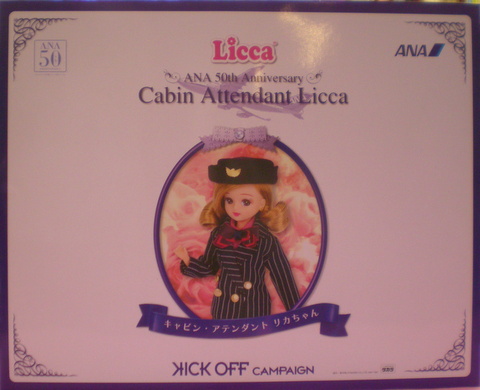 ANA
50
Licca
ANA
ANA 50th Anniversary
Cabin Attendant Licca
キャビン・アテンダント リカちゃん
KICK OFF CAMPAIGN